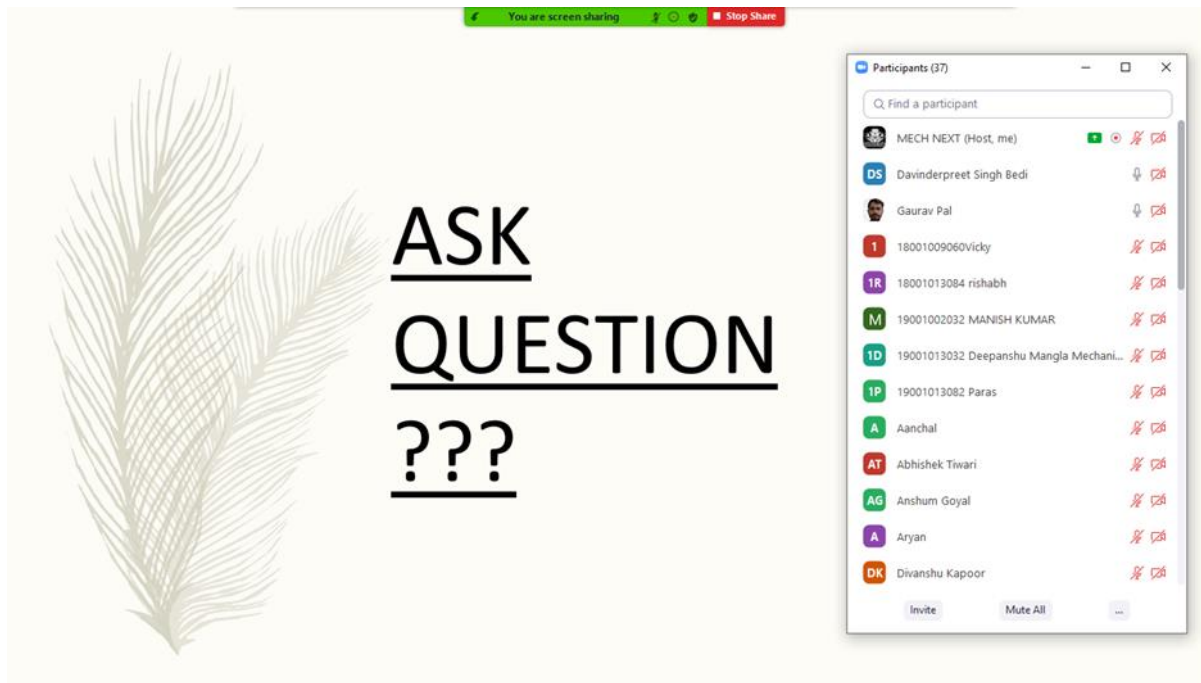 You are screen sharing
Stop Share
ASK
QUESTION
???
Participants (37)
Find a participant
MECH NEXT (Host, me)
DS Davinderpreet Singh Bedi
Gaurav Pal
1 18001009060Vicky
1R 18001013084 rishabh
M 19001002032 MANISH KUMAR
1D 19001013032 Deepanshu Mangla Mechani...
1P 19001013082 Paras
A Aanchal
AT Abhishek Tiwari
AG Anshum Goyal
A Aryan
DK Divanshu Kapoor
Invite Mute All ...